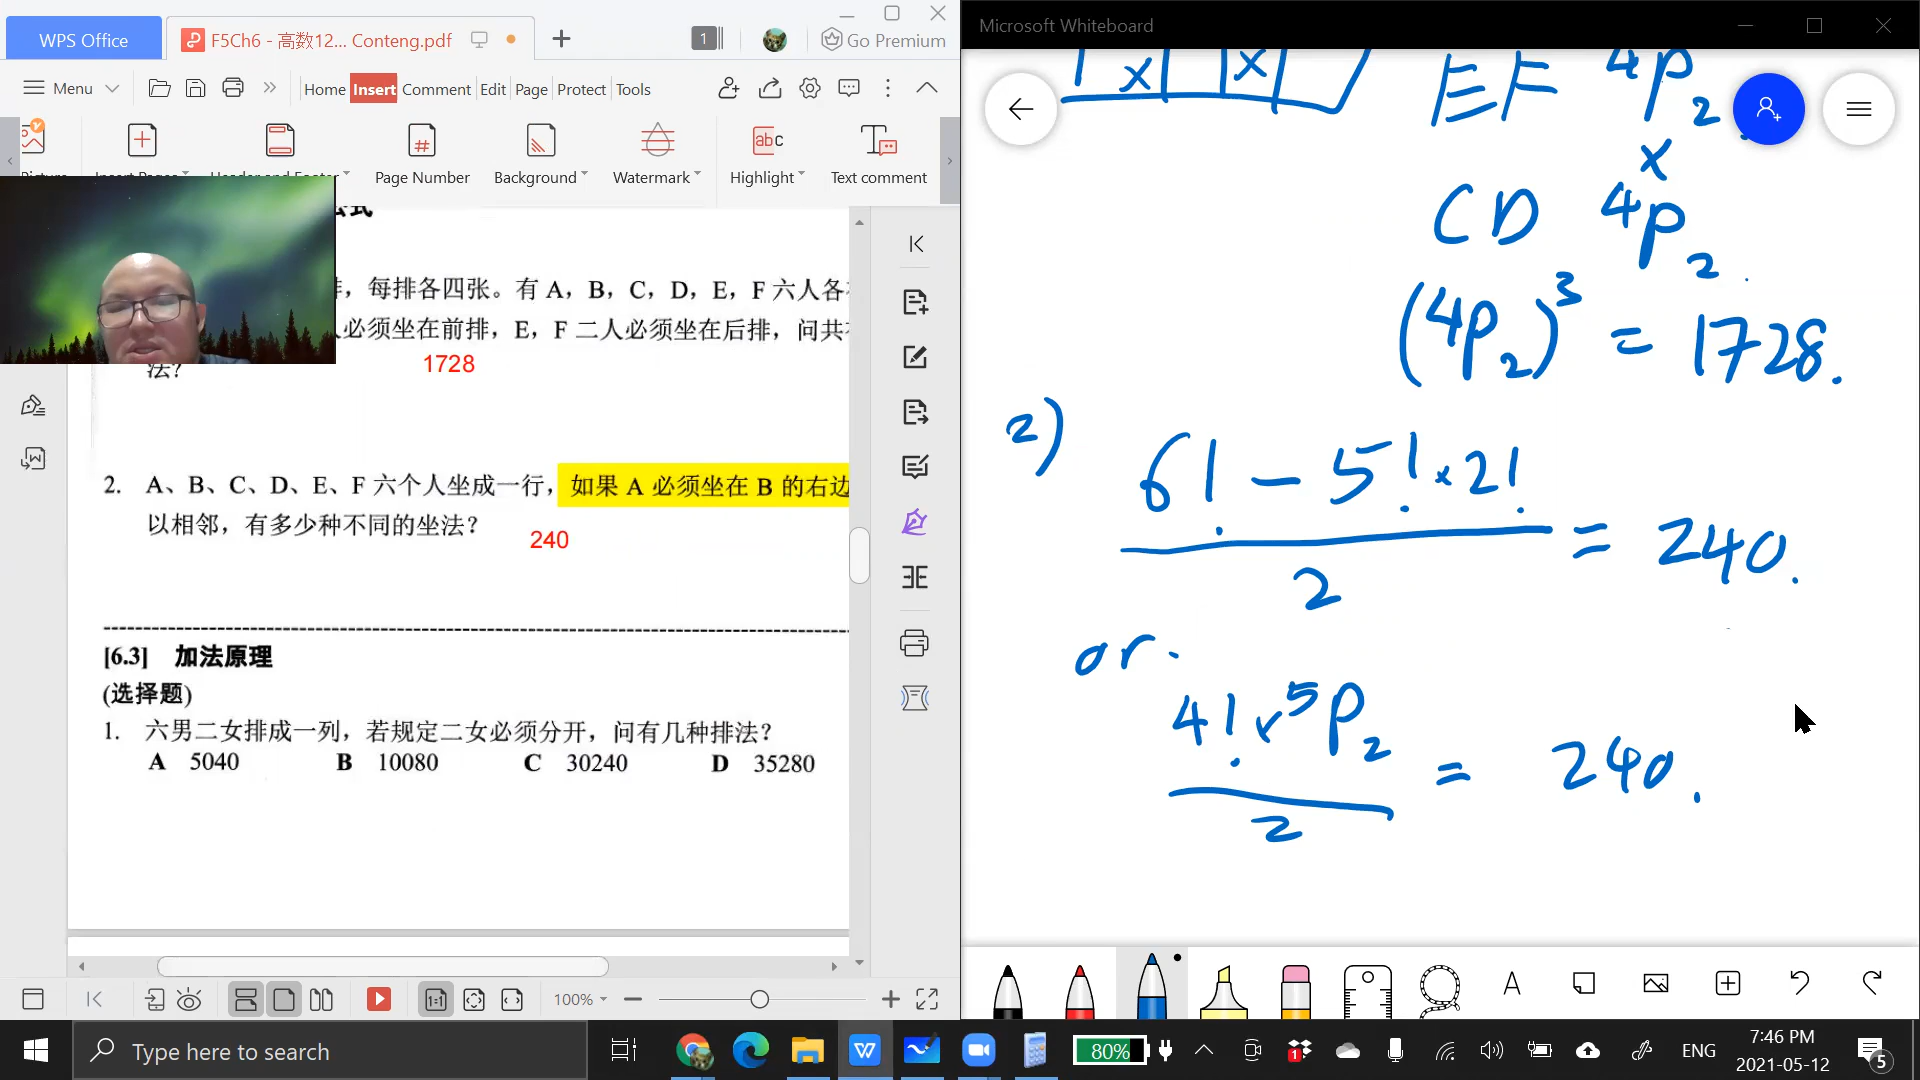 WPS Office
F5Ch6 - 高数12... Conteng.pdf
1
Go Premium
Menu
Home Insert Comment Edit Page Protect Tools
Page Number Background Watermark Highlight Text comment
，每排各四张。有 A，B，C，D，E，F 六人各
人必须坐在前排，E，F 二人必须坐在后排，问共
法？
1728
2. A、B、C、D、E、F 六个人坐成一行，如果 A 必须坐在 B 的右边
以相邻，有多少种不同的坐法？
240
[6.3] 加法原理
(选择题)
1. 六男二女排成一列，若规定二女必须分开，问有几种排法？
A 5040 B 10080 C 30240 D 35280
100%
Microsoft Whiteboard
x x
EF 4P2
x
CD 4P2
(4P2)^3 = 1728.
2)
6! - 5! x 2!
2
= 240.
or.
4! x 5P2
2
= 240.
Type here to search
80%
1
ENG
7:46 PM
2021-05-12
5